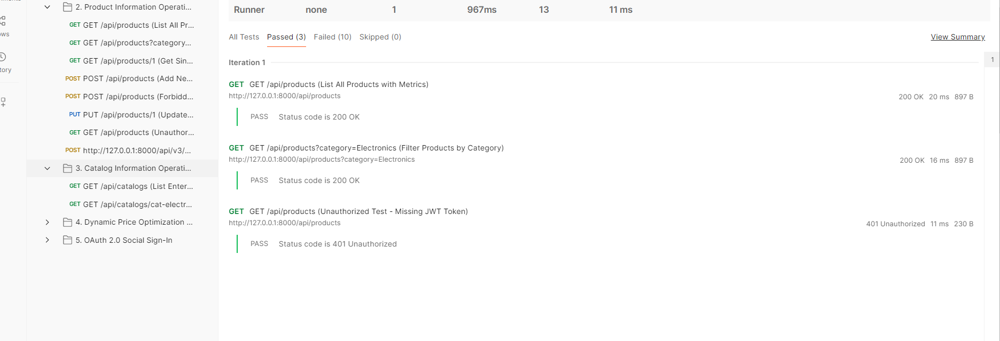 2. Product Information Operati...
GET GET /api/products (List All Pr...
GET GET /api/products?category...
GET GET /api/products/1 (Get Sin...
POST POST /api/products (Add Ne...
POST POST /api/products (Forbidd...
PUT PUT /api/products/1 (Update...
GET GET /api/products (Unauthor...
POST http://127.0.0.1:8000/api/v3/...
3. Catalog Information Operati...
GET GET /api/catalogs (List Enter...
GET GET /api/catalogs/cat-electr...
4. Dynamic Price Optimization ...
5. OAuth 2.0 Social Sign-In
ows
tory
Runner none 1 967ms 13 11 ms
All Tests Passed (3) Failed (10) Skipped (0) View Summary
Iteration 1
1
GET GET /api/products (List All Products with Metrics)
http://127.0.0.1:8000/api/products
200 OK 20 ms 897 B
PASS Status code is 200 OK
GET GET /api/products?category=Electronics (Filter Products by Category)
http://127.0.0.1:8000/api/products?category=Electronics
200 OK 16 ms 897 B
PASS Status code is 200 OK
GET GET /api/products (Unauthorized Test - Missing JWT Token)
http://127.0.0.1:8000/api/products
401 Unauthorized 11 ms 230 B
PASS Status code is 401 Unauthorized